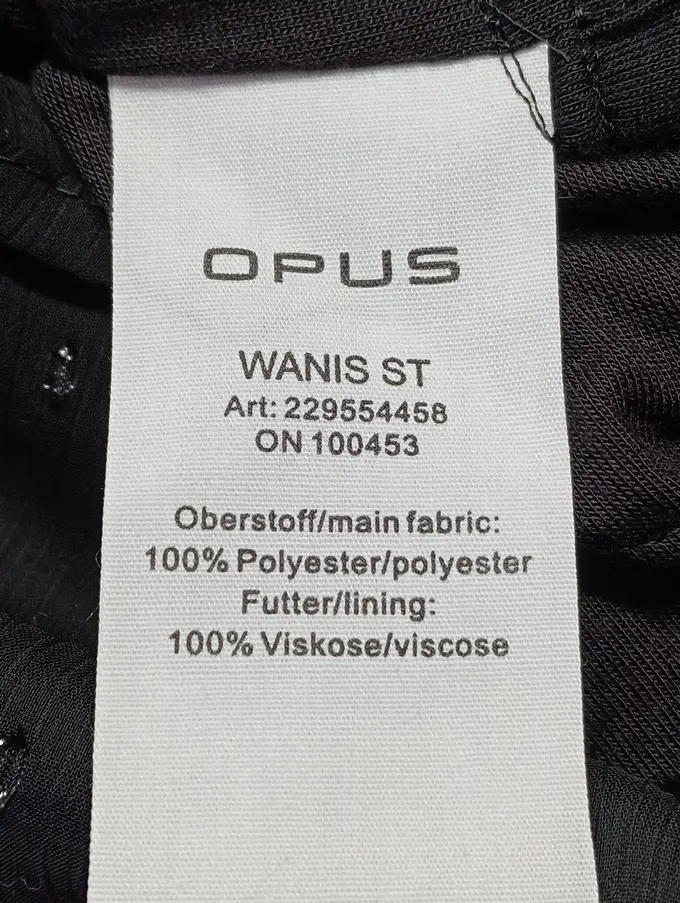 OPUS
WANIS ST
Art: 229554458
ON 100453
Oberstoff/main fabric:
100% Polyester/polyester
Futter/lining:
100% Viskose/viscose